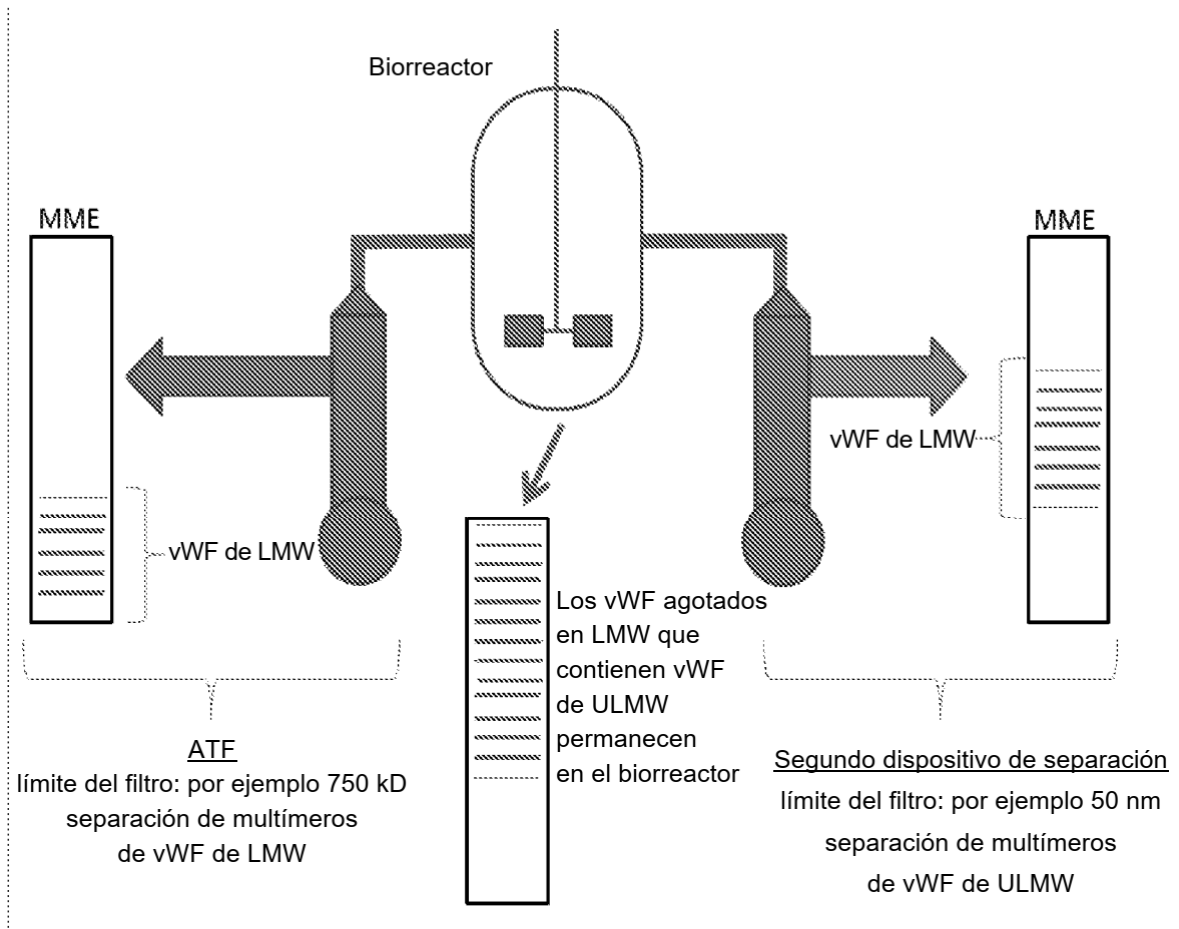 Biorreactor
MME
MME
vWF de LMW
vWF de LMW
Los vWF agotados
en LMW que
contienen vWF
de ULMW
permanecen
en el biorreactor
ATF
límite del filtro: por ejemplo 750 kD
separación de multímeros
de vWF de LMW
Segundo dispositivo de separación
límite del filtro: por ejemplo 50 nm
separación de multímeros
de vWF de ULMW